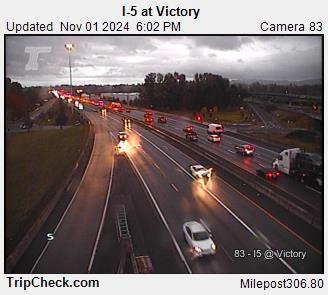 I-5 at Victory
Updated Nov 01 2024 6:02 PM Camera 83
T
S
83 - I5 @ Victory
TripCheck.com Milepost306.80